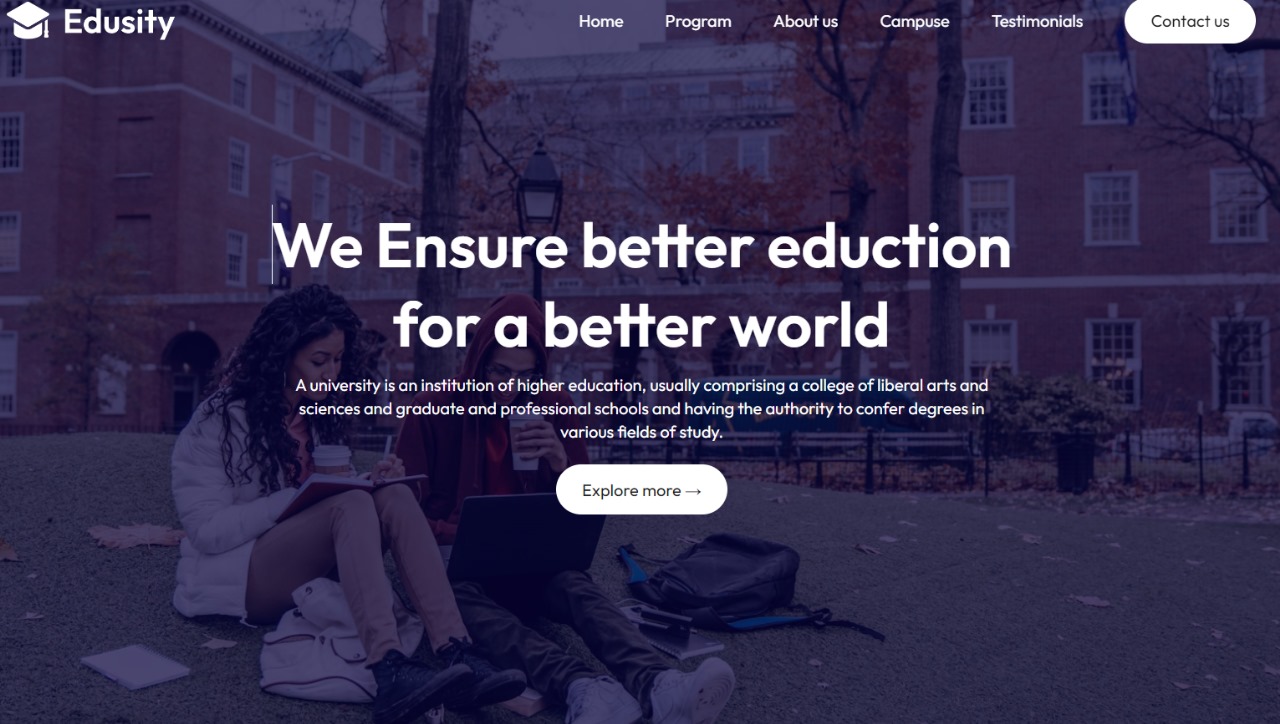 Edusity
Home Program About us Campuse Testimonials Contact us
We Ensure better eduction
for a better world
A university is an institution of higher education, usually comprising a college of liberal arts and
sciences and graduate and professional schools and having the authority to confer degrees in
various fields of study.
Explore more →